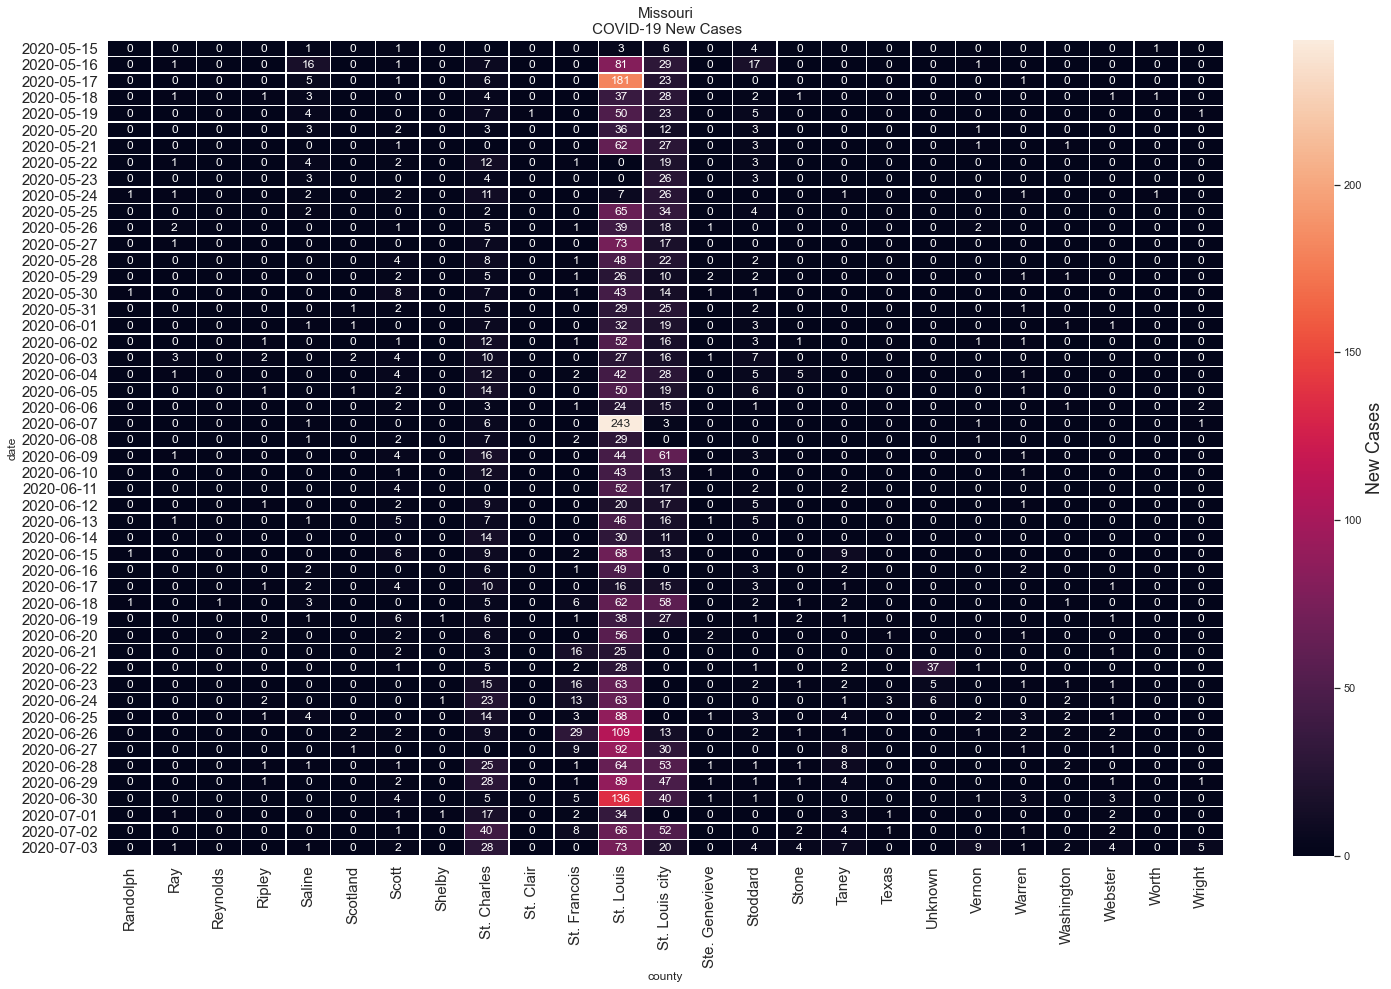 Missouri
COVID-19 New Cases
2020-05-15 0 0 0 0 1 0 1 0 0 0 0 3 6 0 4 0 0 0 0 0 0 0 0 1 0
2020-05-16 0 1 0 0 16 0 1 0 7 0 0 81 29 0 17 0 0 0 0 1 0 0 0 0 0
2020-05-17 0 0 0 0 5 0 1 0 6 0 0 181 23 0 0 0 0 0 0 0 1 0 0 0 0
2020-05-18 0 1 0 1 3 0 0 0 4 0 0 37 28 0 2 1 0 0 0 0 0 0 1 1 0
2020-05-19 0 0 0 0 4 0 0 0 7 1 0 50 23 0 5 0 0 0 0 0 0 0 0 0 1
2020-05-20 0 0 0 0 3 0 2 0 3 0 0 36 12 0 3 0 0 0 0 1 0 0 0 0 0
2020-05-21 0 0 0 0 0 0 1 0 0 0 0 62 27 0 3 0 0 0 0 1 0 1 0 0 0
2020-05-22 0 1 0 0 4 0 2 0 12 0 1 0 19 0 3 0 0 0 0 0 0 0 0 0 0
2020-05-23 0 0 0 0 3 0 0 0 4 0 0 0 26 0 3 0 0 0 0 0 0 0 0 0 0
2020-05-24 1 1 0 0 2 0 2 0 11 0 0 7 26 0 0 0 1 0 0 0 1 0 0 1 0
2020-05-25 0 0 0 0 2 0 0 0 2 0 0 65 34 0 4 0 0 0 0 0 0 0 0 0 0
2020-05-26 0 2 0 0 0 0 1 0 5 0 1 39 18 1 0 0 0 0 0 2 0 0 0 0 0
2020-05-27 0 1 0 0 0 0 0 0 7 0 0 73 17 0 0 0 0 0 0 0 0 0 0 0 0
2020-05-28 0 0 0 0 0 0 4 0 8 0 1 48 22 0 2 0 0 0 0 0 0 0 0 0 0
2020-05-29 0 0 0 0 0 0 2 0 5 0 1 26 10 2 2 0 0 0 0 0 1 1 0 0 0
2020-05-30 1 0 0 0 0 0 8 0 7 0 1 43 14 1 1 0 0 0 0 0 0 0 0 0 0
2020-05-31 0 0 0 0 0 1 2 0 5 0 0 29 25 0 2 0 0 0 0 0 1 0 0 0 0
2020-06-01 0 0 0 0 1 1 0 0 7 0 0 32 19 0 3 0 0 0 0 0 0 1 1 0 0
2020-06-02 0 0 0 1 0 0 1 0 12 0 1 52 16 0 3 1 0 0 0 1 1 0 0 0 0
2020-06-03 0 3 0 2 0 2 4 0 10 0 0 27 16 1 7 0 0 0 0 0 0 0 0 0 0
2020-06-04 0 1 0 0 0 0 4 0 12 0 2 42 28 0 5 5 0 0 0 0 1 0 0 0 0
2020-06-05 0 0 0 1 0 1 2 0 14 0 0 50 19 0 6 0 0 0 0 0 1 0 0 0 0
2020-06-06 0 0 0 0 0 0 2 0 3 0 1 24 15 0 1 0 0 0 0 0 0 1 0 0 2
2020-06-07 0 0 0 0 1 0 0 0 6 0 0 243 3 0 0 0 0 0 0 1 0 0 0 0 1
2020-06-08 0 0 0 0 1 0 2 0 7 0 2 29 0 0 0 0 0 0 0 1 0 0 0 0 0
2020-06-09 0 1 0 0 0 0 4 0 16 0 0 44 61 0 3 0 0 0 0 0 1 0 0 0 0
2020-06-10 0 0 0 0 0 0 1 0 12 0 0 43 13 1 0 0 0 0 0 0 1 0 0 0 0
2020-06-11 0 0 0 0 0 0 4 0 0 0 0 52 17 0 2 0 2 0 0 0 0 0 0 0 0
2020-06-12 0 0 0 1 0 0 2 0 9 0 0 20 17 0 5 0 0 0 0 0 1 0 0 0 0
2020-06-13 0 1 0 0 1 0 5 0 7 0 0 46 16 1 5 0 0 0 0 0 0 0 0 0 0
2020-06-14 0 0 0 0 0 0 0 0 14 0 0 30 11 0 0 0 0 0 0 0 0 0 0 0 0
2020-06-15 1 0 0 0 0 0 6 0 9 0 2 68 13 0 0 0 9 0 0 0 0 0 0 0 0
2020-06-16 0 0 0 0 2 0 0 0 6 0 1 49 0 0 3 0 2 0 0 0 2 0 0 0 0
2020-06-17 0 0 0 1 2 0 4 0 10 0 0 16 15 0 3 0 1 0 0 0 0 0 1 0 0
2020-06-18 1 0 1 0 3 0 0 0 5 0 6 62 58 0 2 1 2 0 0 0 0 1 0 0 0
2020-06-19 0 0 0 0 1 0 6 1 6 0 1 38 27 0 1 2 1 0 0 0 0 0 1 0 0
2020-06-20 0 0 0 2 0 0 2 0 6 0 0 56 0 2 0 0 0 1 0 0 1 0 0 0 0
2020-06-21 0 0 0 0 0 0 2 0 3 0 16 25 0 0 0 0 0 0 0 0 0 0 1 0 0
2020-06-22 0 0 0 0 0 0 1 0 5 0 2 28 0 0 1 0 2 0 37 1 0 0 0 0 0
2020-06-23 0 0 0 0 0 0 0 0 15 0 16 63 0 0 2 1 2 0 5 0 1 1 1 0 0
2020-06-24 0 0 0 2 0 0 0 1 23 0 13 63 0 0 0 0 1 3 6 0 0 2 1 0 0
2020-06-25 0 0 0 1 4 0 0 0 14 0 3 88 0 1 3 0 4 0 0 2 3 2 1 0 0
2020-06-26 0 0 0 0 0 2 2 0 9 0 29 109 13 0 2 1 1 0 0 1 2 2 2 0 0
2020-06-27 0 0 0 0 0 1 0 0 0 0 9 92 30 0 0 0 8 0 0 0 1 0 1 0 0
2020-06-28 0 0 0 1 1 0 1 0 25 0 1 64 53 1 1 1 8 0 0 0 0 2 0 0 0
2020-06-29 0 0 0 1 0 0 2 0 28 0 1 89 47 1 1 1 4 0 0 0 0 0 1 0 1
2020-06-30 0 0 0 0 0 0 4 0 5 0 5 136 40 1 1 0 0 0 0 1 3 0 3 0 0
2020-07-01 0 1 0 0 0 0 1 1 17 0 2 34 0 0 0 0 3 1 0 0 0 0 2 0 0
2020-07-02 0 0 0 0 0 0 1 0 40 0 8 66 52 0 0 2 4 1 0 0 1 0 2 0 0
2020-07-03 0 1 0 0 1 0 2 0 28 0 0 73 20 0 4 4 7 0 0 9 1 2 4 0 5
date
Randolph Ray Reynolds Ripley Saline Scotland Scott Shelby St. Charles St. Clair St. Francois St. Louis St. Louis city Ste. Genevieve Stoddard Stone Taney Texas Unknown Vernon Warren Washington Webster Worth Wright
county
200
150
100
50
0
New Cases